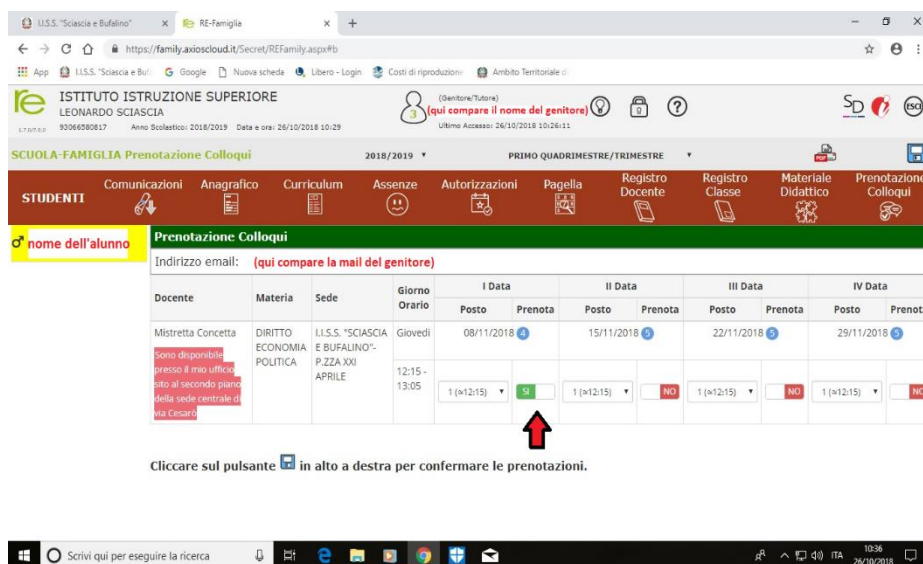 I.I.S.S. "Sciascia e Bufalino"
RE-Famiglia
https://family.axioscloud.it/Secret/REFamily.aspx#b
App
I.I.S.S. "Sciascia e Buf
Google
Nuova scheda
Libero - Login
Costi di riproduzione
Ambito Territoriale d
re
ISTITUTO ISTRUZIONE SUPERIORE
LEONARDO SCIASCIA
93066580817 Anno Scolastico: 2018/2019 Data e ora: 26/10/2018 10:29
3
(Genitore/Tutore)
(qui compare il nome del genitore)
Ultimo Accesso: 26/10/2018 10:26:11
SD
ESCI
SCUOLA-FAMIGLIA Prenotazione Colloqui
2018/2019
PRIMO QUADRIMESTRE/TRIMESTRE
PDF
STUDENTI
Comunicazioni
Anagrafico
Curriculum
Assenze
Autorizzazioni
Pagella
Registro Docente
Registro Classe
Materiale Didattico
Prenotazione Colloqui
nome dell'alunno
Prenotazione Colloqui
Indirizzo email: (qui compare la mail del genitore)
Docente Materia Sede Giorno Orario I Data II Data III Data IV Data
Posto Prenota Posto Prenota Posto Prenota Posto Prenot
Mistretta Concetta
Sono disponibile
presso il mio ufficio
sito al secondo piano
della sede centrale di
via Cesarò
DIRITTO
ECONOMIA
POLITICA
I.I.S.S. "SCIASCIA
E BUFALINO"-
P.ZZA XXI
APRILE
Giovedì
08/11/2018 4
15/11/2018 5
22/11/2018 5
29/11/2018 5
12:15 -
13:05
1 (≈12:15) SI
1 (≈12:15) NO
1 (≈12:15) NO
1 (≈12:15) NO
Cliccare sul pulsante in alto a destra per confermare le prenotazioni.
Scrivi qui per eseguire la ricerca
ITA
10:36
26/10/2018